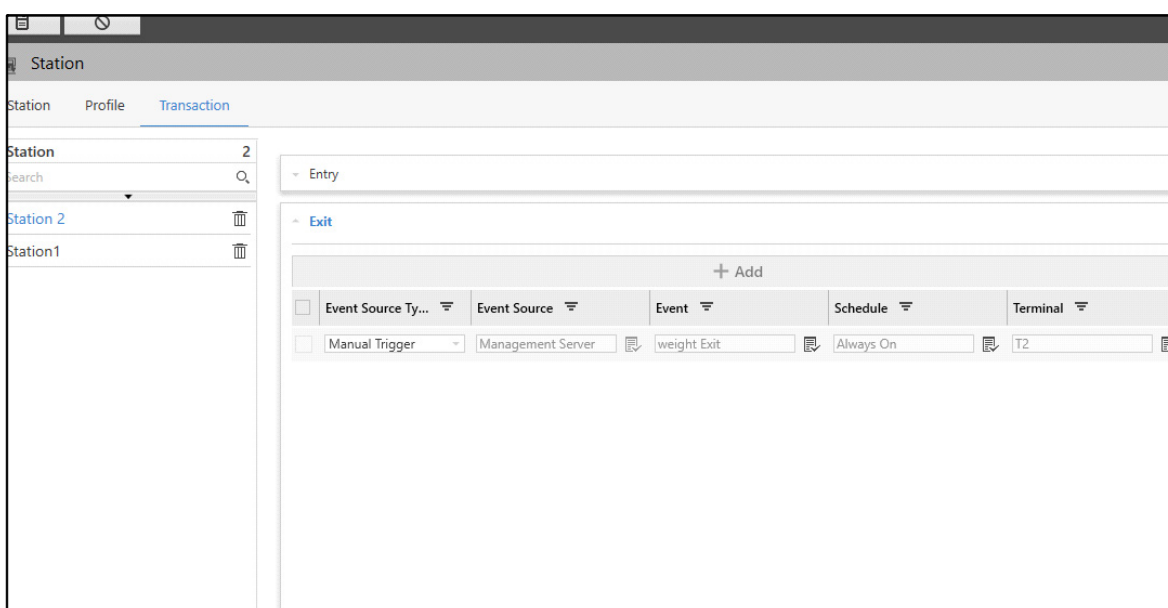 Station
Station Profile Transaction
Station 2
Search
Station 2
Station1
Entry
Exit
+ Add
Event Source Ty... Event Source Event Schedule Terminal
Manual Trigger Management Server weight Exit Always On T2